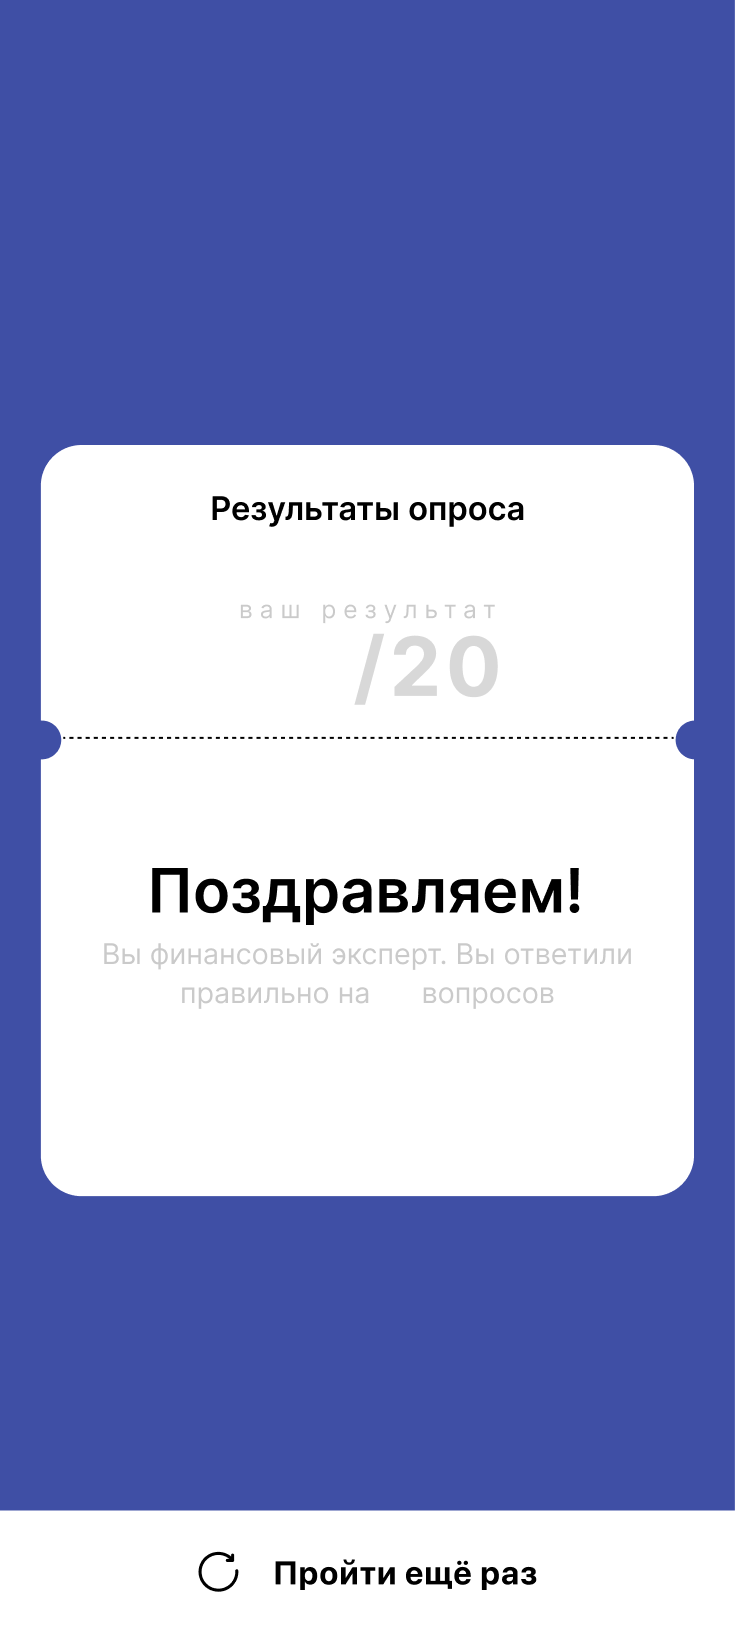 Результаты опроса
ваш результат
/20
Поздравляем!
Вы финансовый эксперт. Вы ответили
правильно на вопросов
Пройти ещё раз